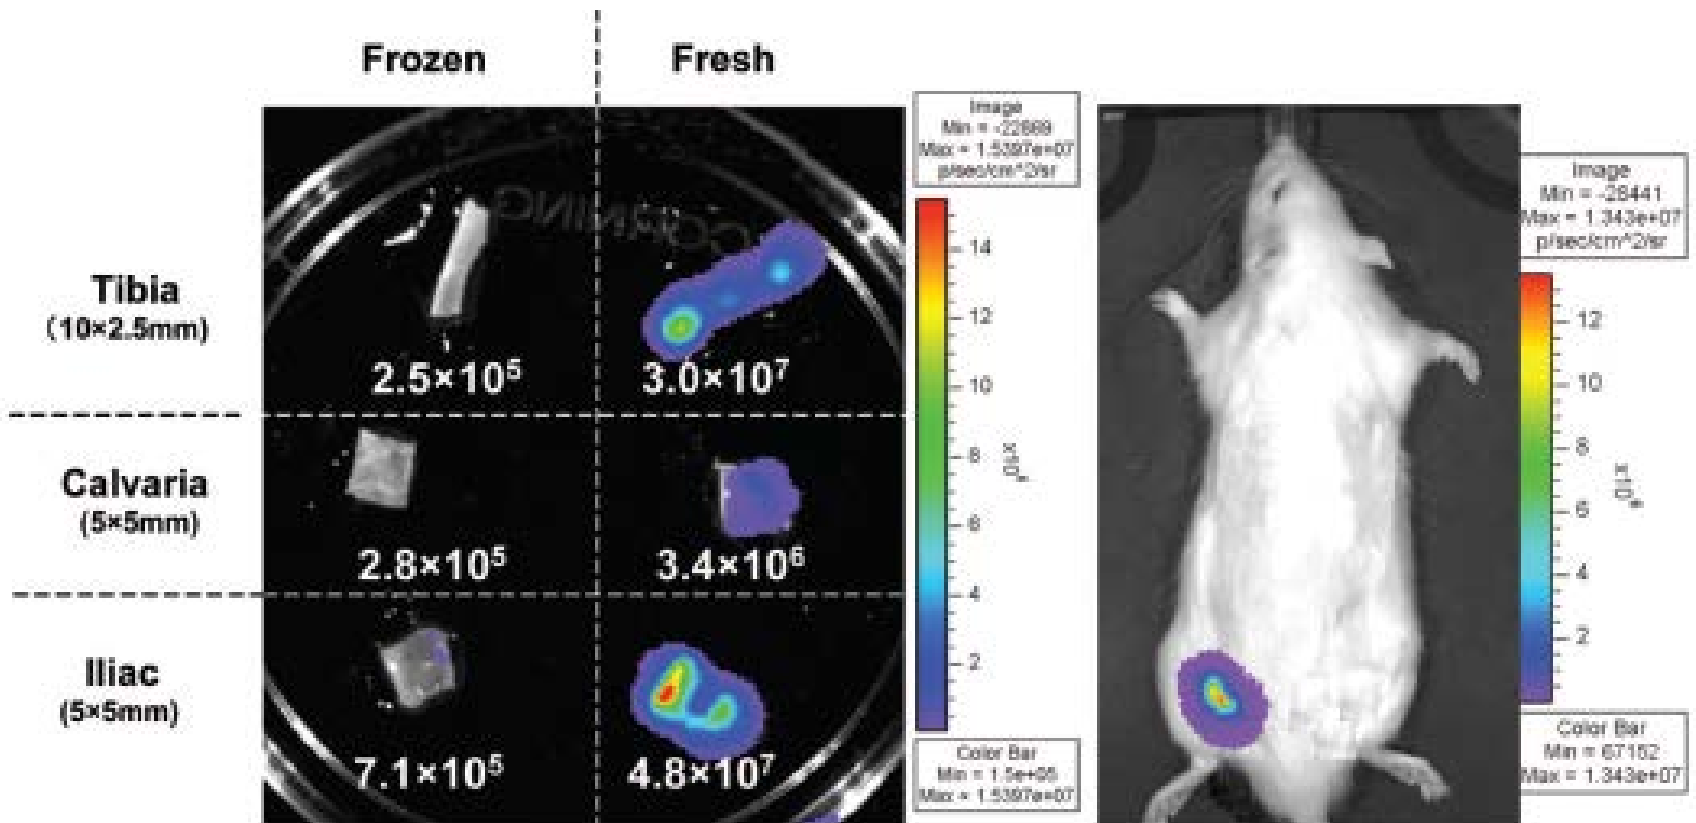 Frozen
Fresh
Tibia
(10×2.5mm)
2.5×10⁵
3.0×10⁷
Calvaria
(5×5mm)
2.8×10⁵
3.4×10⁶
Iliac
(5×5mm)
7.1×10⁵
4.8×10⁷
CORNING
Image
Min = -22889
Max = 1.5397e+07
p/sec/cm^2/sr
14
12
10
8
6
4
2
Color Bar
Min = 1.5e+05
Max = 1.5397e+07
Image
Min = -26441
Max = 1.343e+07
p/sec/cm^2/sr
12
10
8
6
4
2
Color Bar
Min = 67152
Max = 1.343e+07